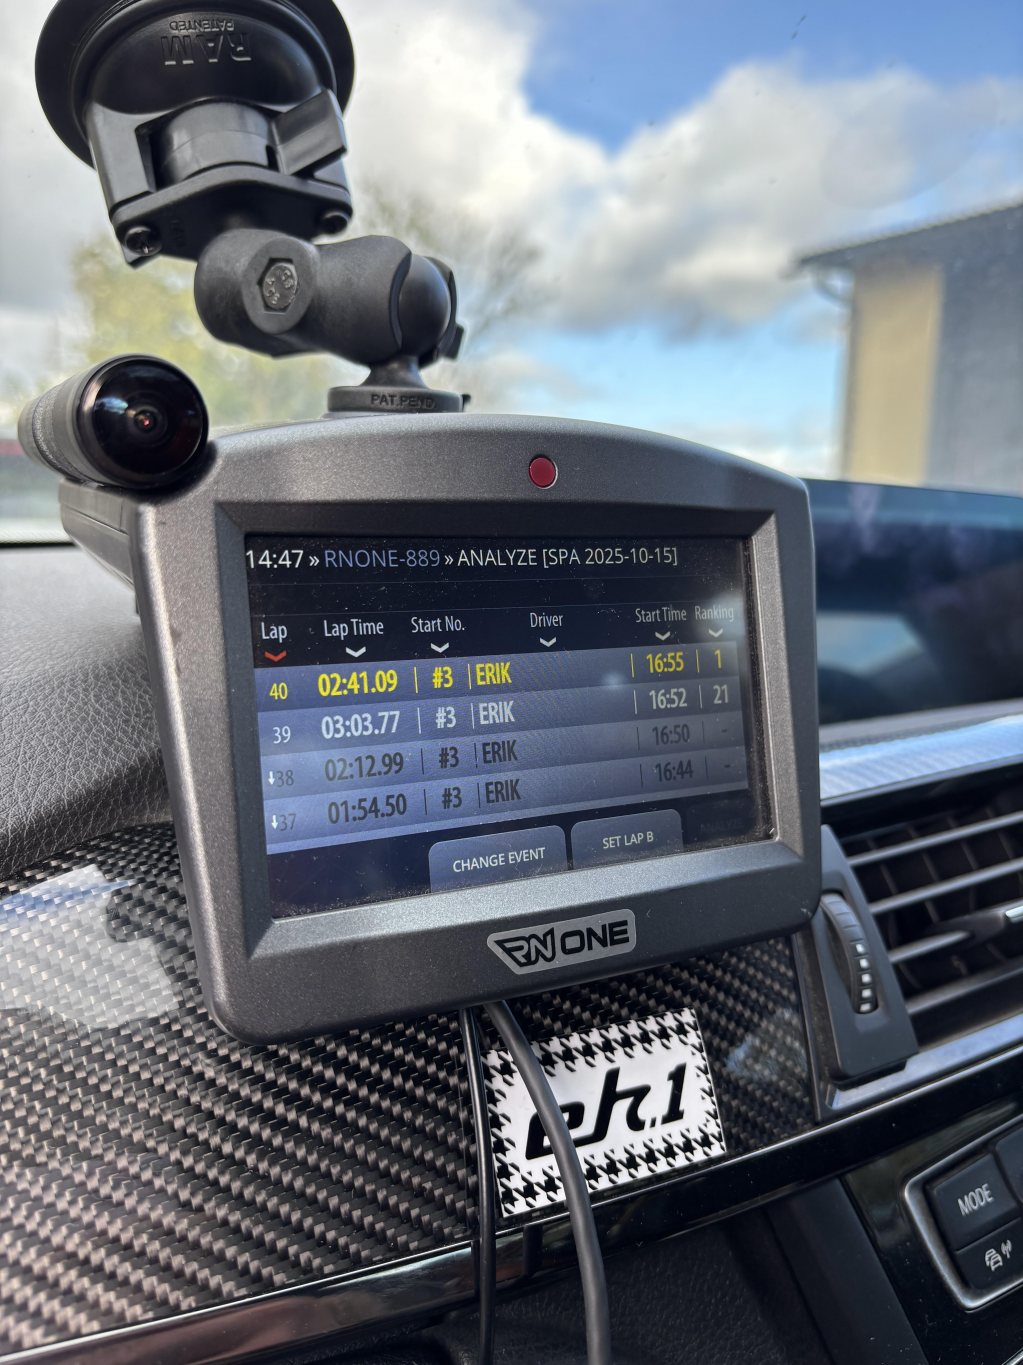 RAM
PATENTED
PAT.PEND
14:47 » RNONE-889 » ANALYZE [SPA 2025-10-15]
Lap Lap Time Start No. Driver Start Time Ranking
40 02:41.09 #3 ERIK 16:55 1
39 03:03.77 #3 ERIK 16:52 21
38 02:12.99 #3 ERIK 16:50 -
37 01:54.50 #3 ERIK 16:44 -
CHANGE EVENT SET LAP B
RN ONE
eh.1
MODE